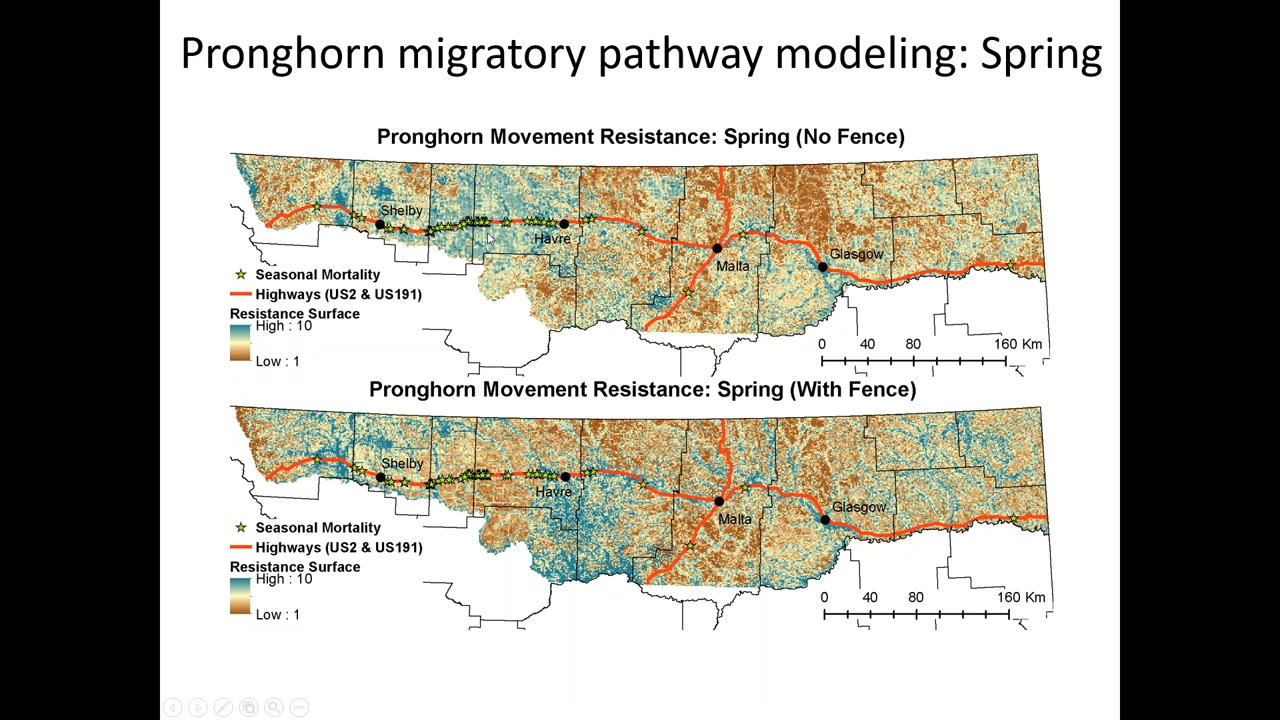 Pronghorn migratory pathway modeling: Spring
Pronghorn Movement Resistance: Spring (No Fence)
Shelby
Havre
Malta
Glasgow
Seasonal Mortality
Highways (US2 & US191)
Resistance Surface
High : 10
Low : 1
0 40 80 160 Km
Pronghorn Movement Resistance: Spring (With Fence)
Shelby
Havre
Malta
Glasgow
Seasonal Mortality
Highways (US2 & US191)
Resistance Surface
High : 10
Low : 1
0 40 80 160 Km